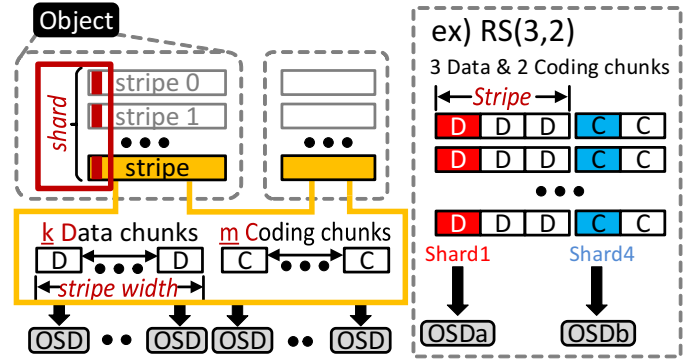 Object
shard
stripe 0
stripe 1
stripe
k Data chunks
m Coding chunks
D D C C
stripe width
OSD OSD OSD OSD
ex) RS(3,2)
3 Data & 2 Coding chunks
Stripe
D D D C C
D D D C C
D D D C C
Shard1 Shard4
OSDa OSDb